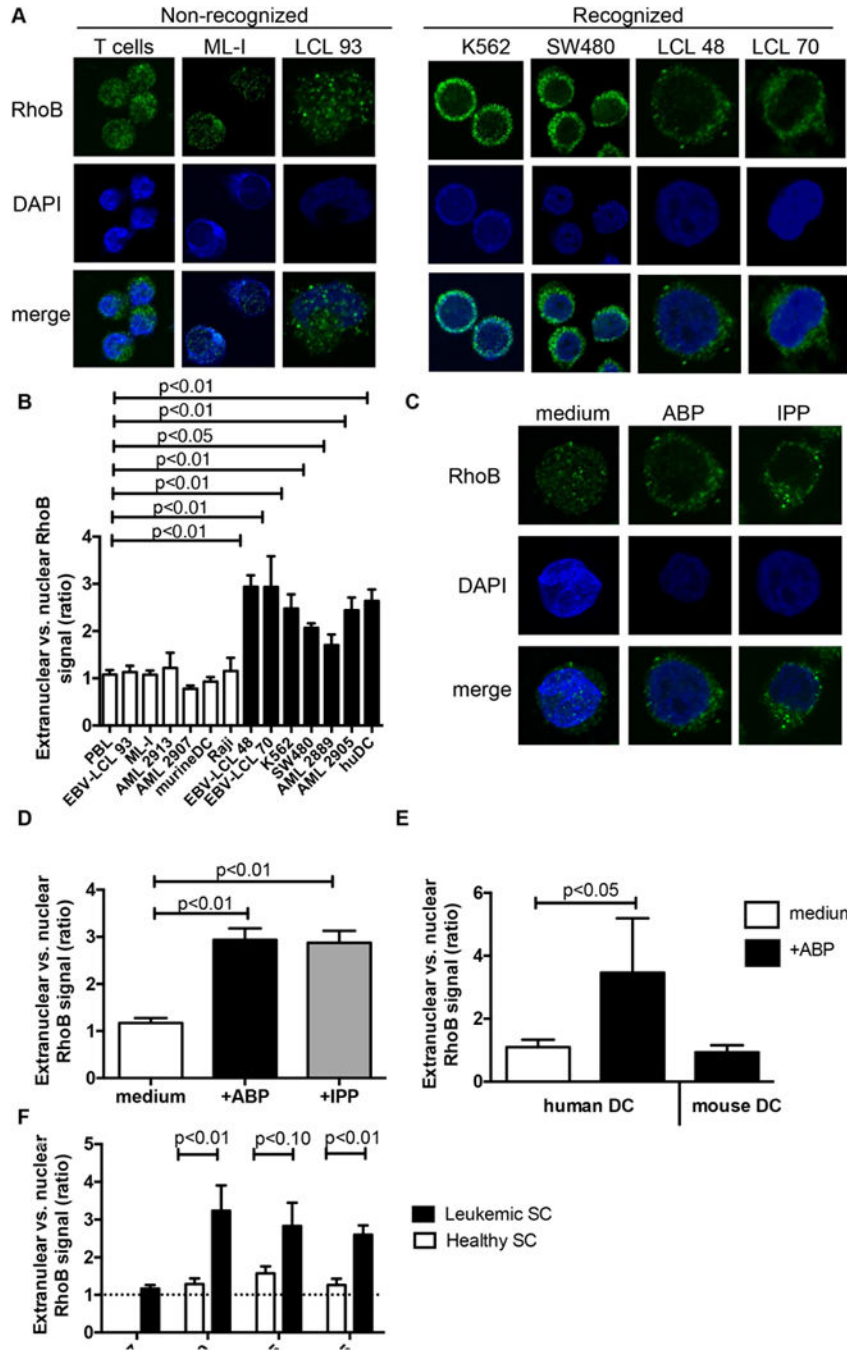 A
Non-recognized
Recognized
T cells ML-I LCL 93
K562 SW480 LCL 48 LCL 70
RhoB
DAPI
merge
B
p<0.01
p<0.01
p<0.05
p<0.01
p<0.01
p<0.01
p<0.01
Extranuclear vs. nuclear RhoB
signal (ratio)
4
3
2
1
0
PBL
EBV-LCL 93
ML-I
AML 2913
AML 2907
murineDC
Raji
EBV-LCL 48
EBV-LCL 70
K562
SW480
AML 2889
AML 2905
huDC
C
medium ABP IPP
RhoB
DAPI
merge
D
p<0.01
p<0.01
Extranuclear vs. nuclear
RhoB signal (ratio)
4
3
2
1
0
medium +ABP +IPP
E
p<0.05
Extranuclear vs. nuclear
RhoB signal (ratio)
6
4
2
0
human DC mouse DC
+ABP
F
p<0.01 p<0.10 p<0.01
Extranulear vs. nuclear
RhoB signal (ratio)
5
4
3
2
1
0
Leukemic SC
Healthy SC